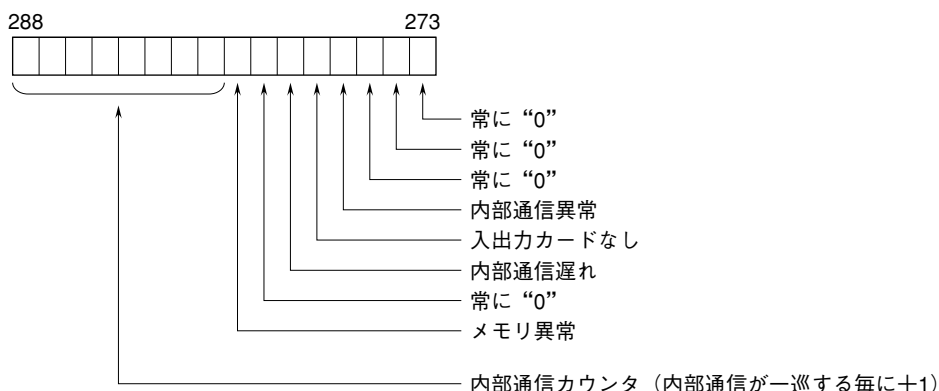 288 273
常に“0”
常に“0”
常に“0”
内部通信異常
入出力カードなし
内部通信遅れ
常に“0”
メモリ異常
内部通信カウンタ（内部通信が一巡する毎に＋1）